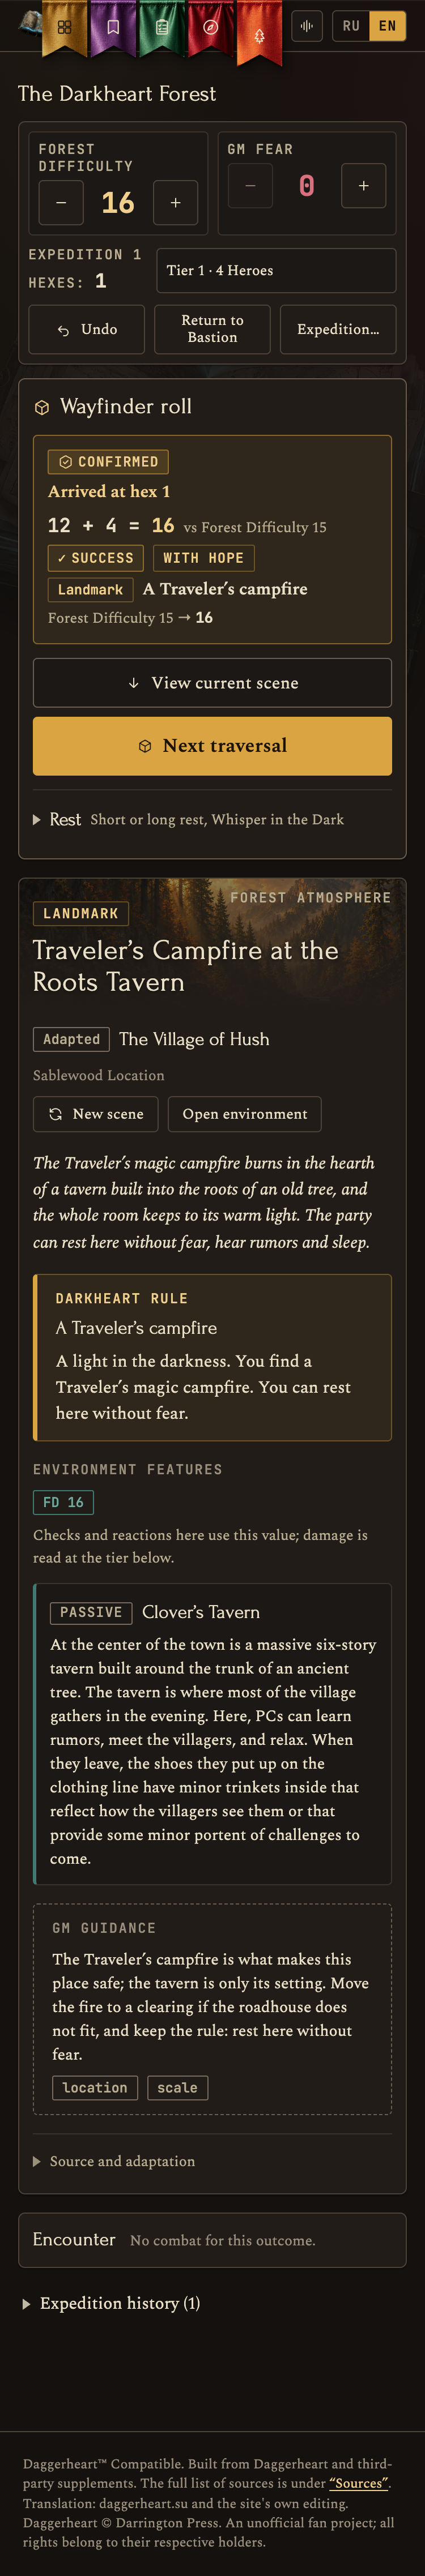 RU EN
The Darkheart Forest
FOREST
DIFFICULTY
− 16 +
GM FEAR
− 0 +
EXPEDITION 1
HEXES: 1
Tier 1 · 4 Heroes
Undo
Return to
Bastion
Expedition…
Wayfinder roll
CONFIRMED
Arrived at hex 1
12 + 4 = 16 vs Forest Difficulty 15
✓ SUCCESS WITH HOPE
Landmark A Traveler’s campfire
Forest Difficulty 15 → 16
↓ View current scene
Next traversal
Rest Short or long rest, Whisper in the Dark
FOREST ATMOSPHERE
LANDMARK
Traveler’s Campfire at the
Roots Tavern
Adapted The Village of Hush
Sablewood Location
New scene Open environment
The Traveler’s magic campfire burns in the hearth
of a tavern built into the roots of an old tree, and
the whole room keeps to its warm light. The party
can rest here without fear, hear rumors and sleep.
DARKHEART RULE
A Traveler’s campfire
A light in the darkness. You find a
Traveler’s magic campfire. You can rest
here without fear.
ENVIRONMENT FEATURES
FD 16
Checks and reactions here use this value; damage is
read at the tier below.
PASSIVE Clover’s Tavern
At the center of the town is a massive six-story
tavern built around the trunk of an ancient
tree. The tavern is where most of the village
gathers in the evening. Here, PCs can learn
rumors, meet the villagers, and relax. When
they leave, the shoes they put up on the
clothing line have minor trinkets inside that
reflect how the villagers see them or that
provide some minor portent of challenges to
come.
GM GUIDANCE
The Traveler’s campfire is what makes this
place safe; the tavern is only its setting. Move
the fire to a clearing if the roadhouse does
not fit, and keep the rule: rest here without
fear.
location scale
Source and adaptation
Encounter No combat for this outcome.
Expedition history (1)
Daggerheart™ Compatible. Built from Daggerheart and third-
party supplements. The full list of sources is under “Sources”.
Translation: daggerheart.su and the site's own editing.
Daggerheart © Darrington Press. An unofficial fan project; all
rights belong to their respective holders.